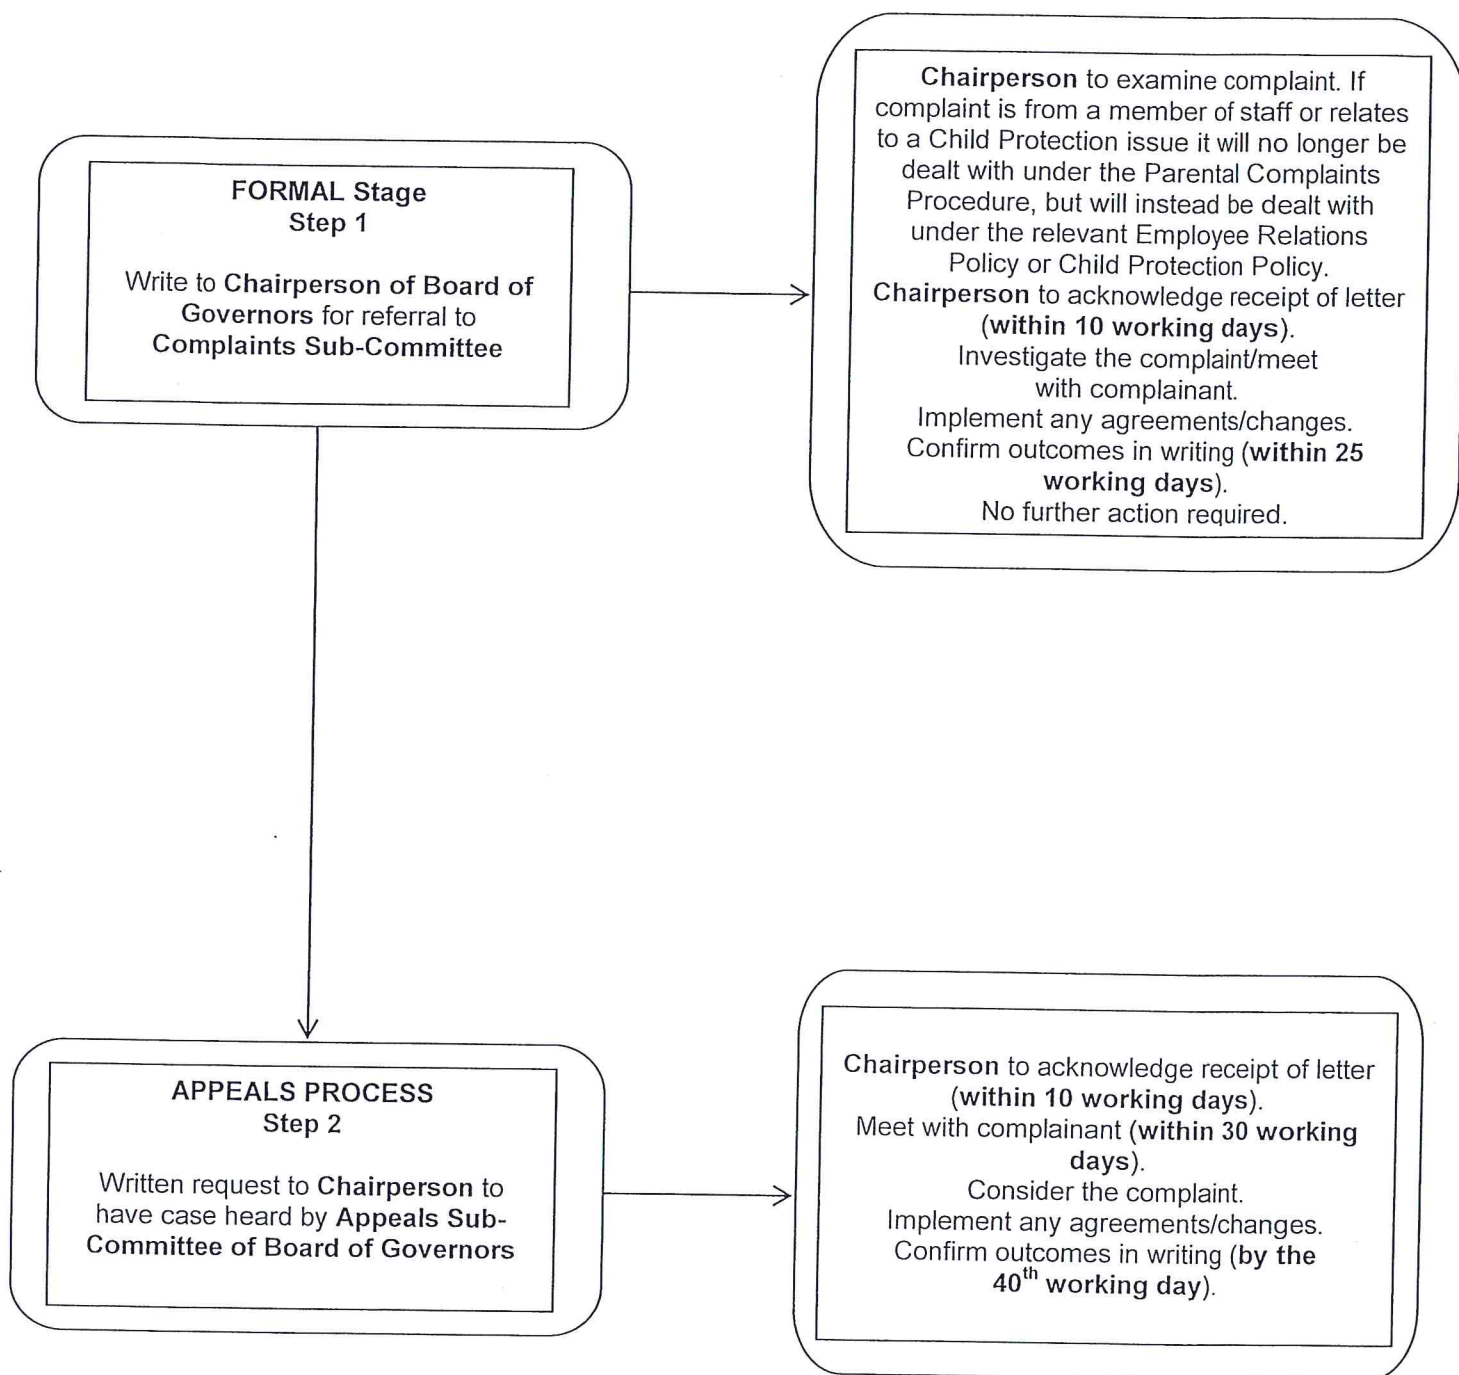 FORMAL Stage
Step 1
Write to Chairperson of Board of
Governors for referral to
Complaints Sub-Committee
Chairperson to examine complaint. If
complaint is from a member of staff or relates
to a Child Protection issue it will no longer be
dealt with under the Parental Complaints
Procedure, but will instead be dealt with
under the relevant Employee Relations
Policy or Child Protection Policy.
Chairperson to acknowledge receipt of letter
(within 10 working days).
Investigate the complaint/meet
with complainant.
Implement any agreements/changes.
Confirm outcomes in writing (within 25
working days).
No further action required.
APPEALS PROCESS
Step 2
Written request to Chairperson to
have case heard by Appeals Sub-
Committee of Board of Governors
Chairperson to acknowledge receipt of letter
(within 10 working days).
Meet with complainant (within 30 working
days).
Consider the complaint.
Implement any agreements/changes.
Confirm outcomes in writing (by the
40th working day).